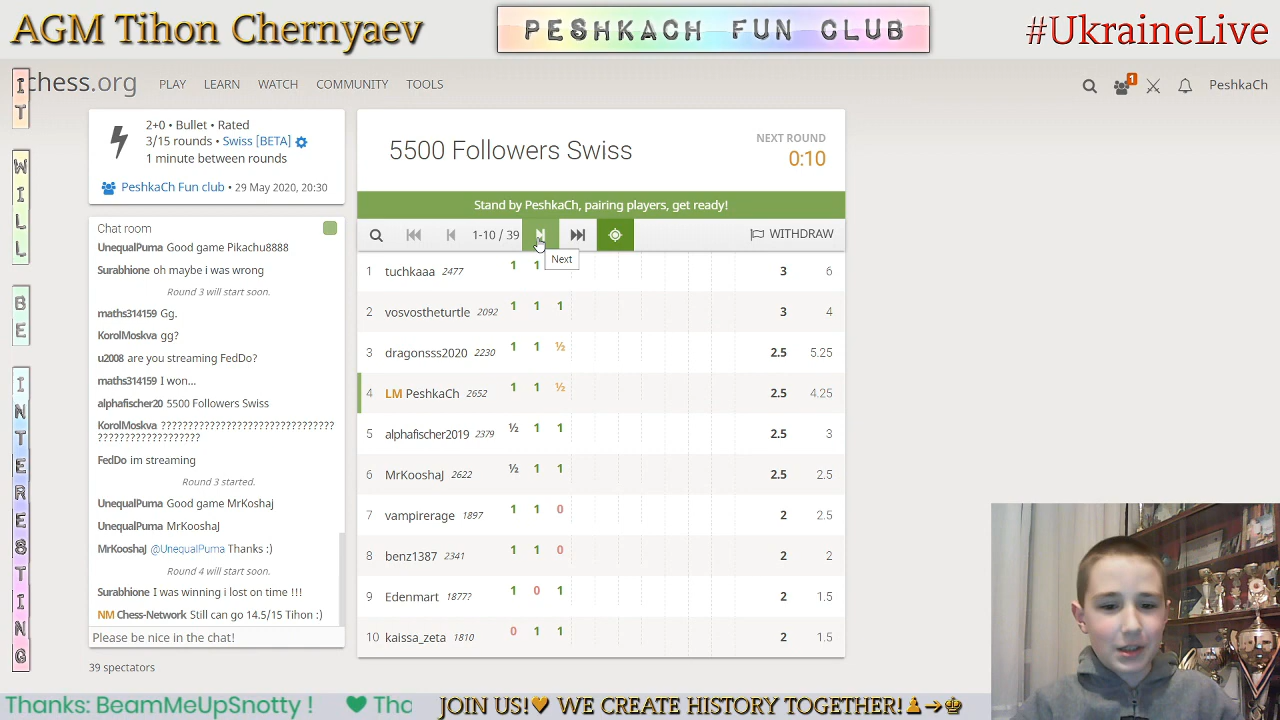 AGM Tihon Chernyaev
PESHKACH FUN CLUB
#UkraineLive
IT
WILL
BE
INTERESTING
chess.org
PLAY
LEARN
WATCH
COMMUNITY
TOOLS
1
PeshkaCh
2+0 • Bullet • Rated
3/15 rounds • Swiss [BETA]
1 minute between rounds
PeshkaCh Fun club • 29 May 2020, 20:30
Chat room
UnequalPuma Good game Pikachu8888
Surabhione oh maybe i was wrong
Round 3 will start soon.
maths314159 Gg.
KorolMoskva gg?
u2008 are you streaming FedDo?
maths314159 I won...
alphafischer20 5500 Followers Swiss
KorolMoskva ????????????????????????????????
???????????????????
FedDo im streaming
Round 3 started.
UnequalPuma Good game MrKoshaj
UnequalPuma MrKooshaJ
MrKooshaJ @UnequalPuma Thanks :)
Round 4 will start soon.
Surabhione I was winning i lost on time !!!
NM Chess-Network Still can go 14.5/15 Tihon :)
Please be nice in the chat!
39 spectators
5500 Followers Swiss
NEXT ROUND
0:10
Stand by PeshkaCh, pairing players, get ready!
1-10 / 39
WITHDRAW
Next
1 tuchkaaa 2477 1 1 3 6
2 vosvostheturtle 2092 1 1 1 3 4
3 dragonsss2020 2230 1 1 ½ 2.5 5.25
4 LM PeshkaCh 2652 1 1 ½ 2.5 4.25
5 alphafischer2019 2379 ½ 1 1 2.5 3
6 MrKooshaJ 2622 ½ 1 1 2.5 2.5
7 vampirerage 1897 1 1 0 2 2.5
8 benz1387 2341 1 1 0 2 2
9 Edenmart 1877? 1 0 1 2 1.5
10 kaissa_zeta 1810 0 1 1 2 1.5
Thanks: BeamMeUpSnotty !
Tha
JOIN US!🧡 WE CREATE HISTORY TOGETHER!♟→♚